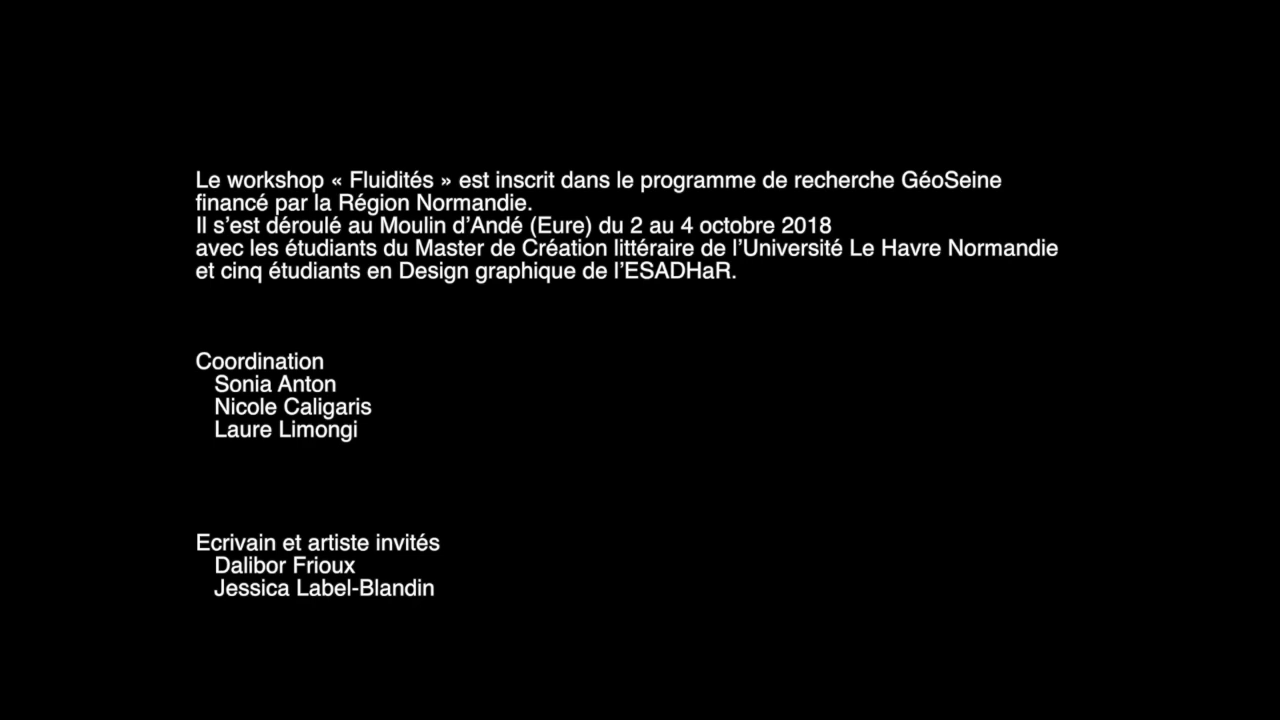 Le workshop « Fluidités » est inscrit dans le programme de recherche GéoSeine
financé par la Région Normandie.
Il s’est déroulé au Moulin d’Andé (Eure) du 2 au 4 octobre 2018
avec les étudiants du Master de Création littéraire de l’Université Le Havre Normandie
et cinq étudiants en Design graphique de l’ESADHaR.
Coordination
Sonia Anton
Nicole Caligaris
Laure Limongi
Ecrivain et artiste invités
Dalibor Frioux
Jessica Label-Blandin